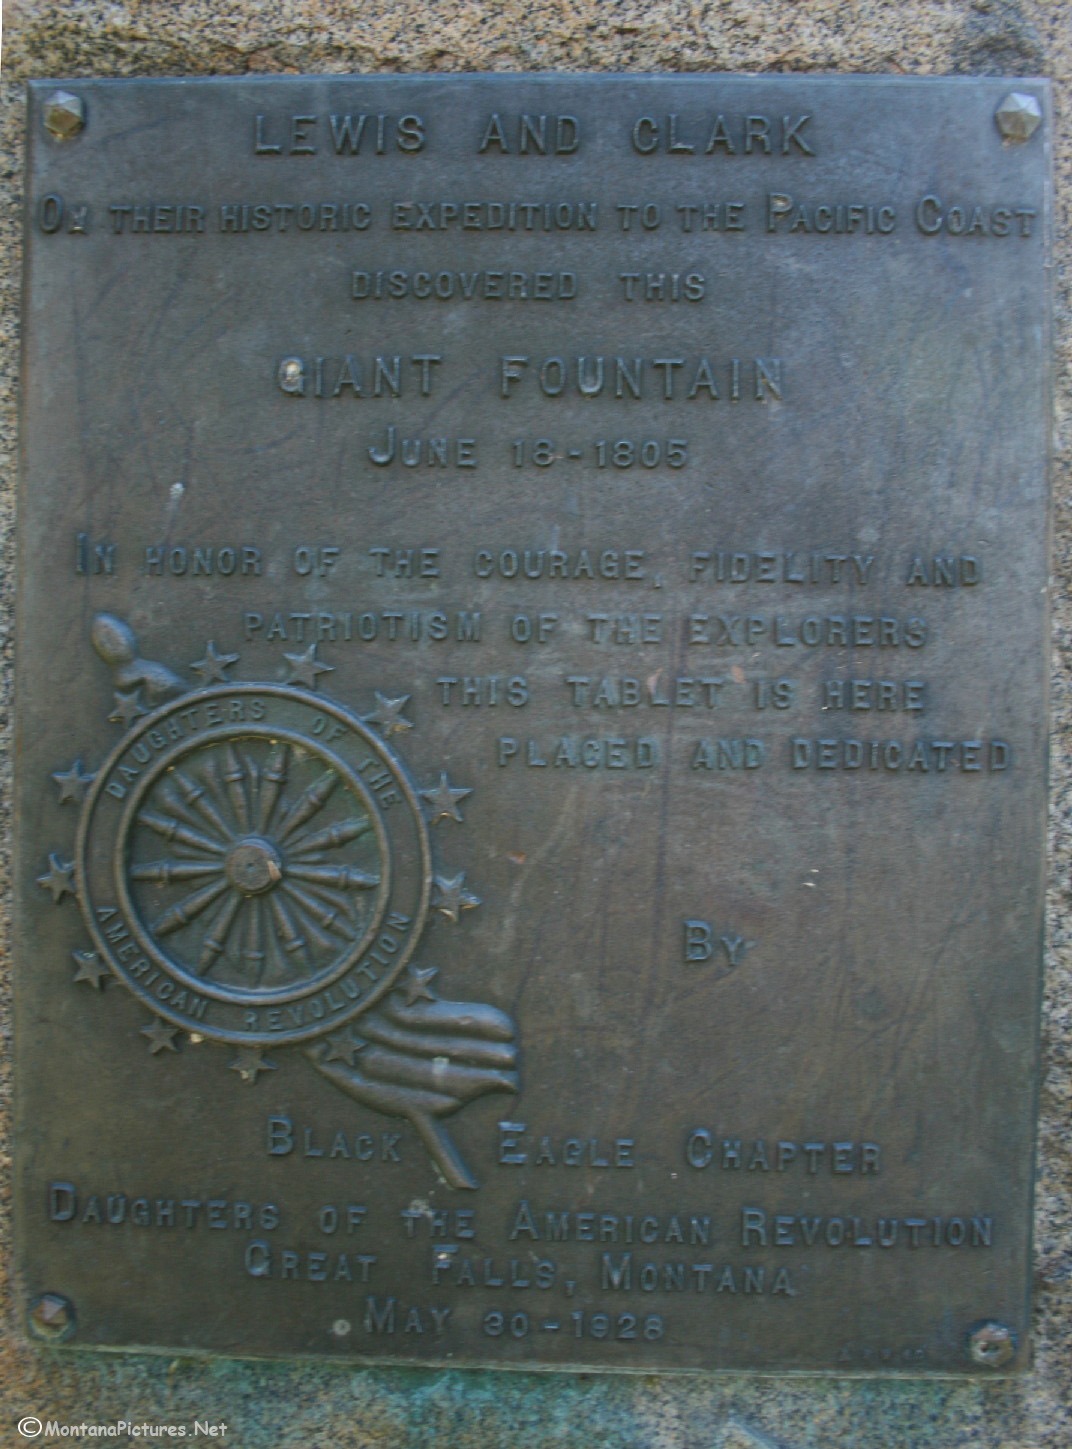 LEWIS AND CLARK
ON THEIR HISTORIC EXPEDITION TO THE PACIFIC COAST
DISCOVERED THIS
GIANT FOUNTAIN
JUNE 18-1805
IN HONOR OF THE COURAGE, FIDELITY AND
PATRIOTISM OF THE EXPLORERS
THIS TABLET IS HERE
PLACED AND DEDICATED
DAUGHTERS OF THE
AMERICAN REVOLUTION
BY
BLACK EAGLE CHAPTER
DAUGHTERS OF THE AMERICAN REVOLUTION
GREAT FALLS, MONTANA
MAY 30-1928
©MontanaPictures.Net